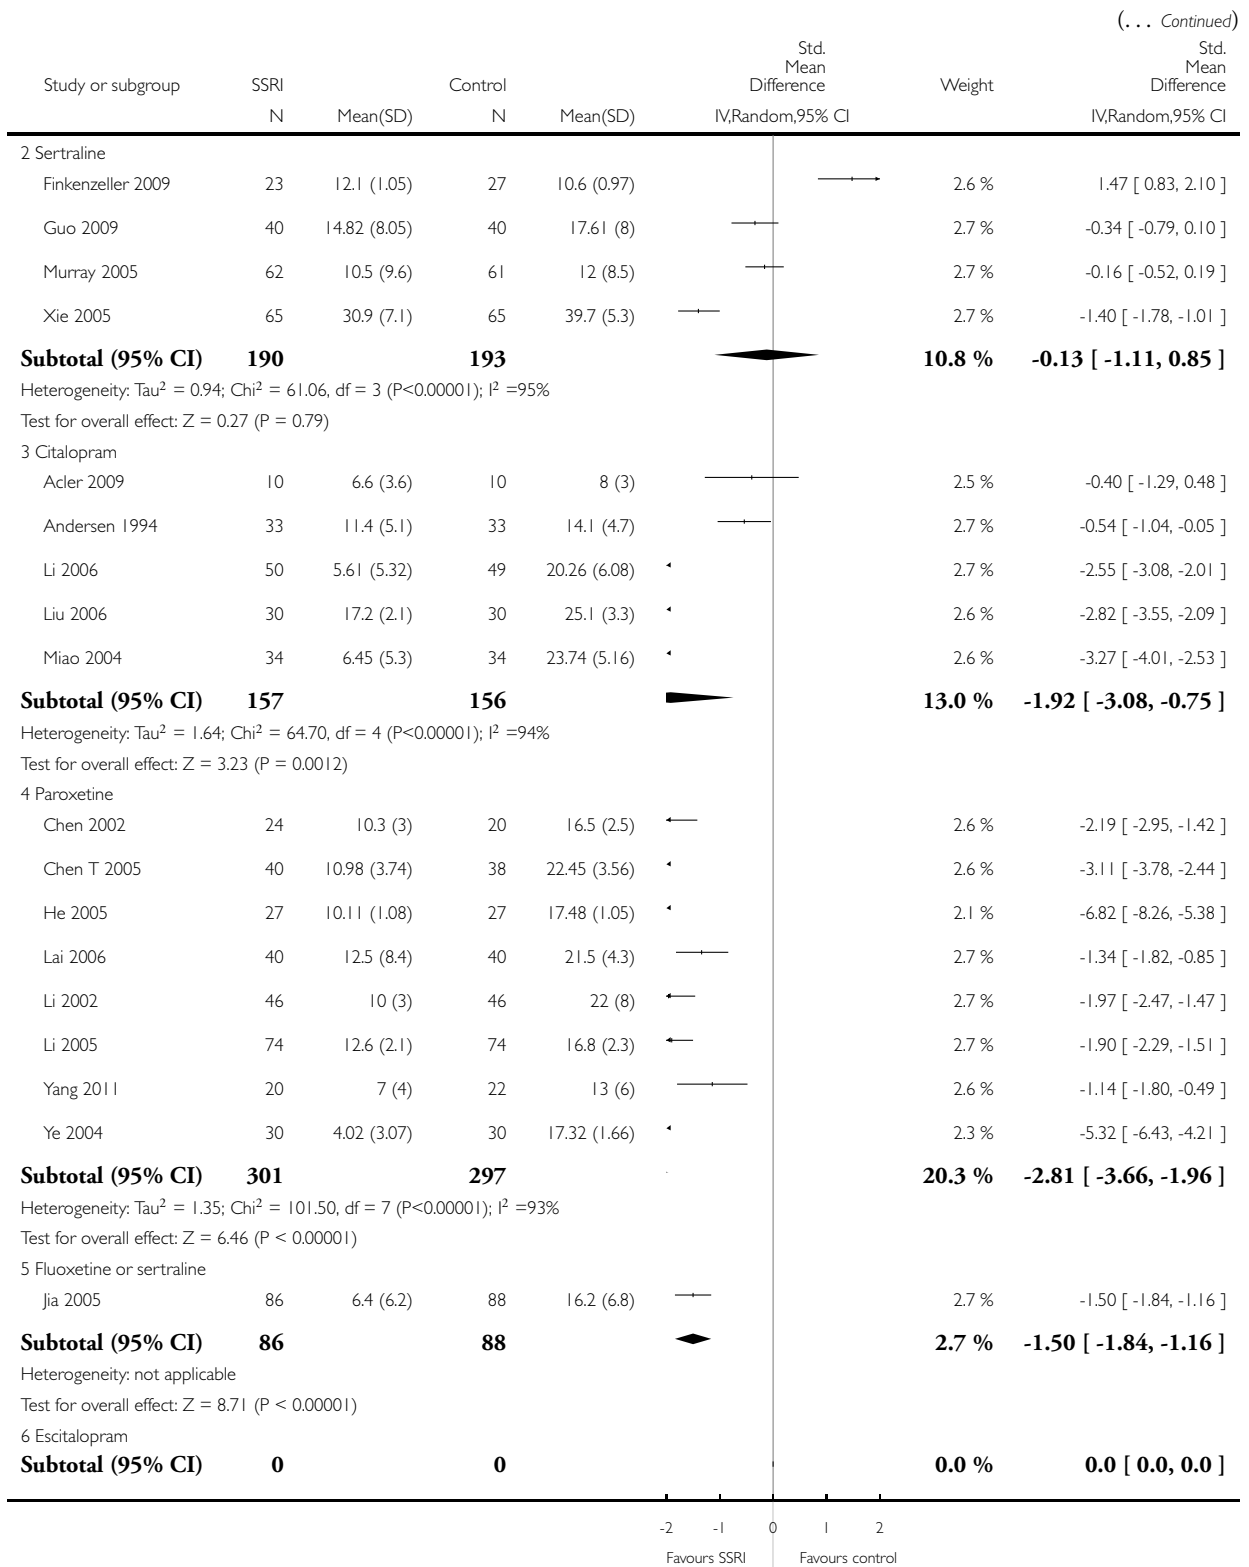 (... Continued)
Study or subgroup SSRI Control Std. Mean Difference Weight Std. Mean Difference
N Mean(SD) N Mean(SD) IV,Random,95% CI IV,Random,95% CI
2 Sertraline
Finkenzeller 2009 23 12.1 (1.05) 27 10.6 (0.97) 2.6 % 1.47 [ 0.83, 2.10 ]
Guo 2009 40 14.82 (8.05) 40 17.61 (8) 2.7 % -0.34 [ -0.79, 0.10 ]
Murray 2005 62 10.5 (9.6) 61 12 (8.5) 2.7 % -0.16 [ -0.52, 0.19 ]
Xie 2005 65 30.9 (7.1) 65 39.7 (5.3) 2.7 % -1.40 [ -1.78, -1.01 ]
Subtotal (95% CI) 190 193 10.8 % -0.13 [ -1.11, 0.85 ]
Heterogeneity: Tau² = 0.94; Chi² = 61.06, df = 3 (P<0.00001); I² =95%
Test for overall effect: Z = 0.27 (P = 0.79)
3 Citalopram
Acler 2009 10 6.6 (3.6) 10 8 (3) 2.5 % -0.40 [ -1.29, 0.48 ]
Andersen 1994 33 11.4 (5.1) 33 14.1 (4.7) 2.7 % -0.54 [ -1.04, -0.05 ]
Li 2006 50 5.61 (5.32) 49 20.26 (6.08) 2.7 % -2.55 [ -3.08, -2.01 ]
Liu 2006 30 17.2 (2.1) 30 25.1 (3.3) 2.6 % -2.82 [ -3.55, -2.09 ]
Miao 2004 34 6.45 (5.3) 34 23.74 (5.16) 2.6 % -3.27 [ -4.01, -2.53 ]
Subtotal (95% CI) 157 156 13.0 % -1.92 [ -3.08, -0.75 ]
Heterogeneity: Tau² = 1.64; Chi² = 64.70, df = 4 (P<0.00001); I² =94%
Test for overall effect: Z = 3.23 (P = 0.0012)
4 Paroxetine
Chen 2002 24 10.3 (3) 20 16.5 (2.5) 2.6 % -2.19 [ -2.95, -1.42 ]
Chen T 2005 40 10.98 (3.74) 38 22.45 (3.56) 2.6 % -3.11 [ -3.78, -2.44 ]
He 2005 27 10.11 (1.08) 27 17.48 (1.05) 2.1 % -6.82 [ -8.26, -5.38 ]
Lai 2006 40 12.5 (8.4) 40 21.5 (4.3) 2.7 % -1.34 [ -1.82, -0.85 ]
Li 2002 46 10 (3) 46 22 (8) 2.7 % -1.97 [ -2.47, -1.47 ]
Li 2005 74 12.6 (2.1) 74 16.8 (2.3) 2.7 % -1.90 [ -2.29, -1.51 ]
Yang 2011 20 7 (4) 22 13 (6) 2.6 % -1.14 [ -1.80, -0.49 ]
Ye 2004 30 4.02 (3.07) 30 17.32 (1.66) 2.3 % -5.32 [ -6.43, -4.21 ]
Subtotal (95% CI) 301 297 20.3 % -2.81 [ -3.66, -1.96 ]
Heterogeneity: Tau² = 1.35; Chi² = 101.50, df = 7 (P<0.00001); I² =93%
Test for overall effect: Z = 6.46 (P < 0.00001)
5 Fluoxetine or sertraline
Jia 2005 86 6.4 (6.2) 88 16.2 (6.8) 2.7 % -1.50 [ -1.84, -1.16 ]
Subtotal (95% CI) 86 88 2.7 % -1.50 [ -1.84, -1.16 ]
Heterogeneity: not applicable
Test for overall effect: Z = 8.71 (P < 0.00001)
6 Escitalopram
Subtotal (95% CI) 0 0 0.0 % 0.0 [ 0.0, 0.0 ]
-2 -1 0 1 2
Favours SSRI Favours control